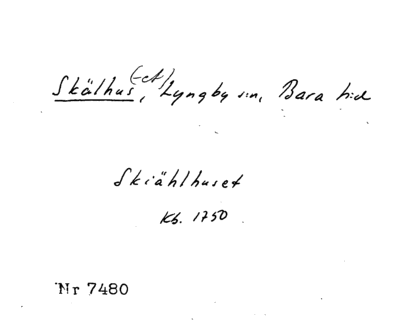 Skälhus(-et), Lyngby sn, Bara hd
Skiählhuset
Kb. 1750
Nr 7480